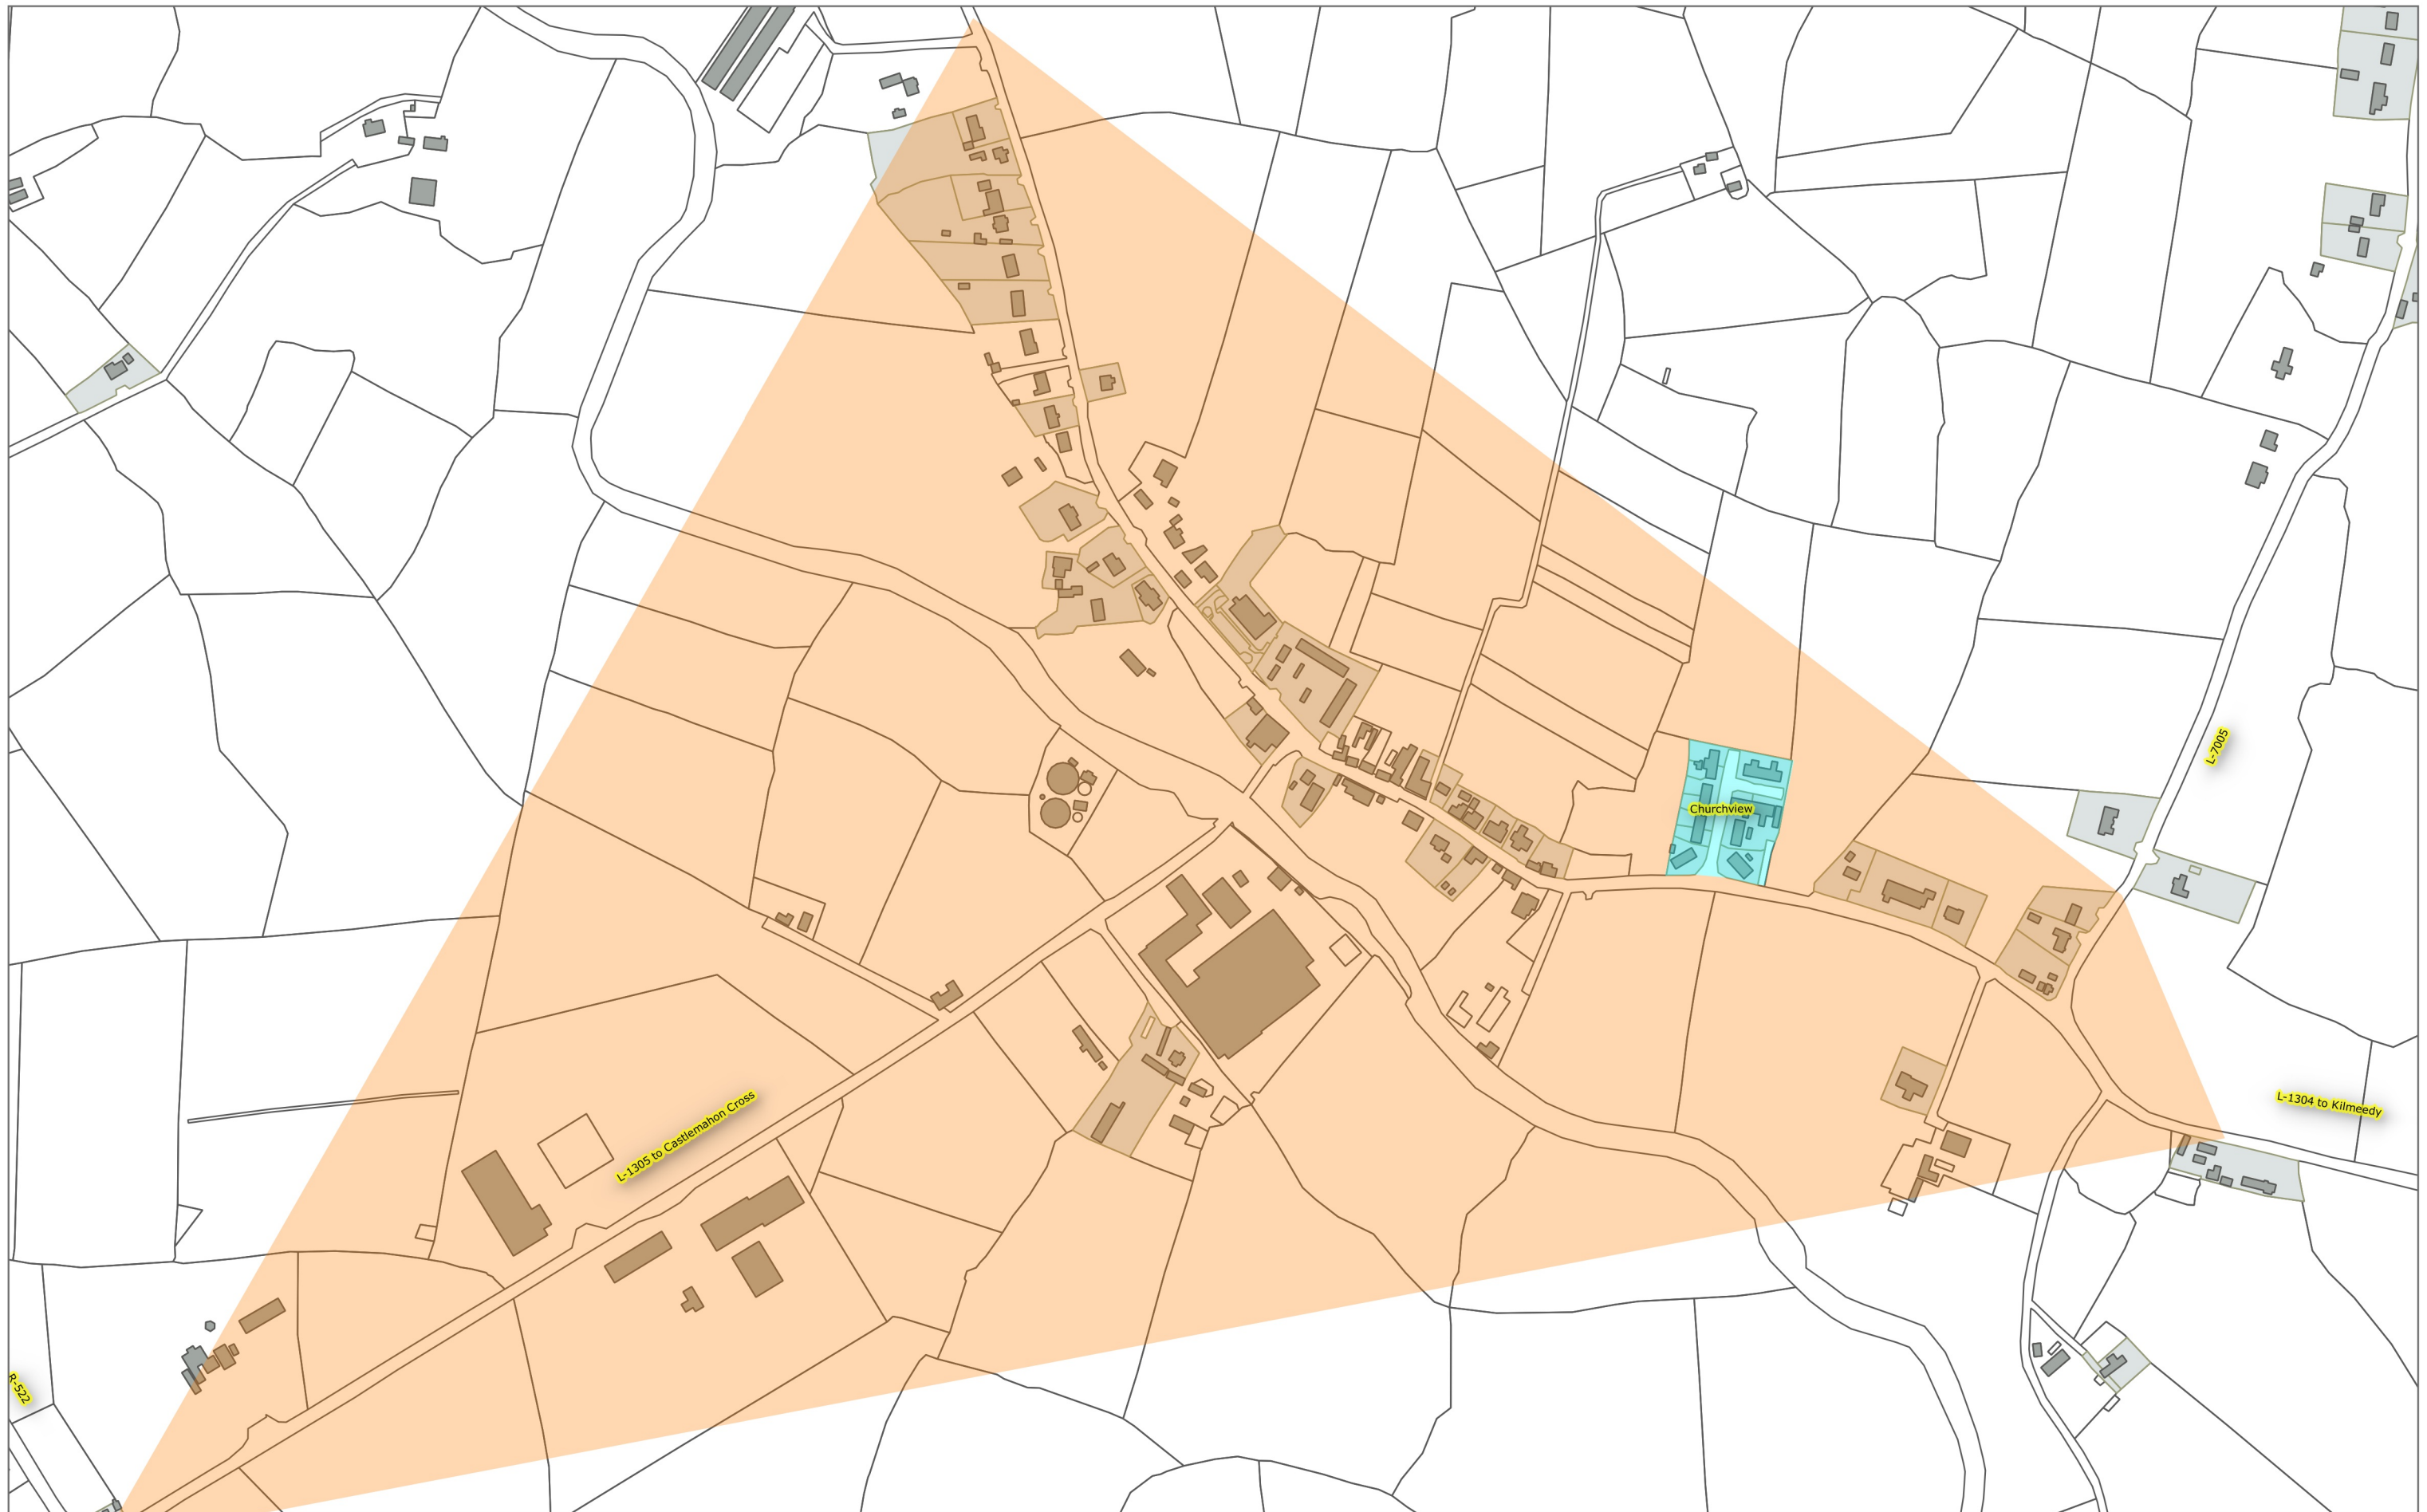 L-7005
Churchview
L-1304 to Kilmeedy
L-1305 to Castlemahon Cross
R-522